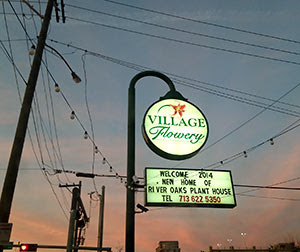 VILLAGE
Flowery
WELCOME 2014
NEW HOME OF
RIVER OAKS PLANT HOUSE
TEL 713 622 5350